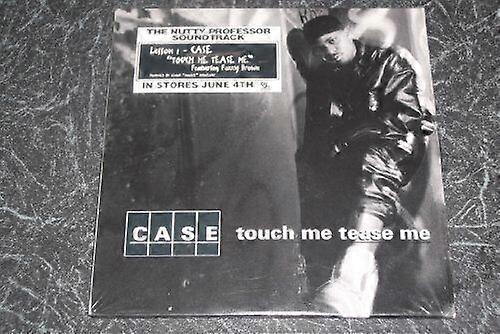 THE NUTTY PROFESSOR
SOUNDTRACK
Lesson 1 - CASE
"TOUCH ME TEASE ME"
Featuring Foxxy Brown
IN STORES JUNE 4TH
CASE touch me tease me